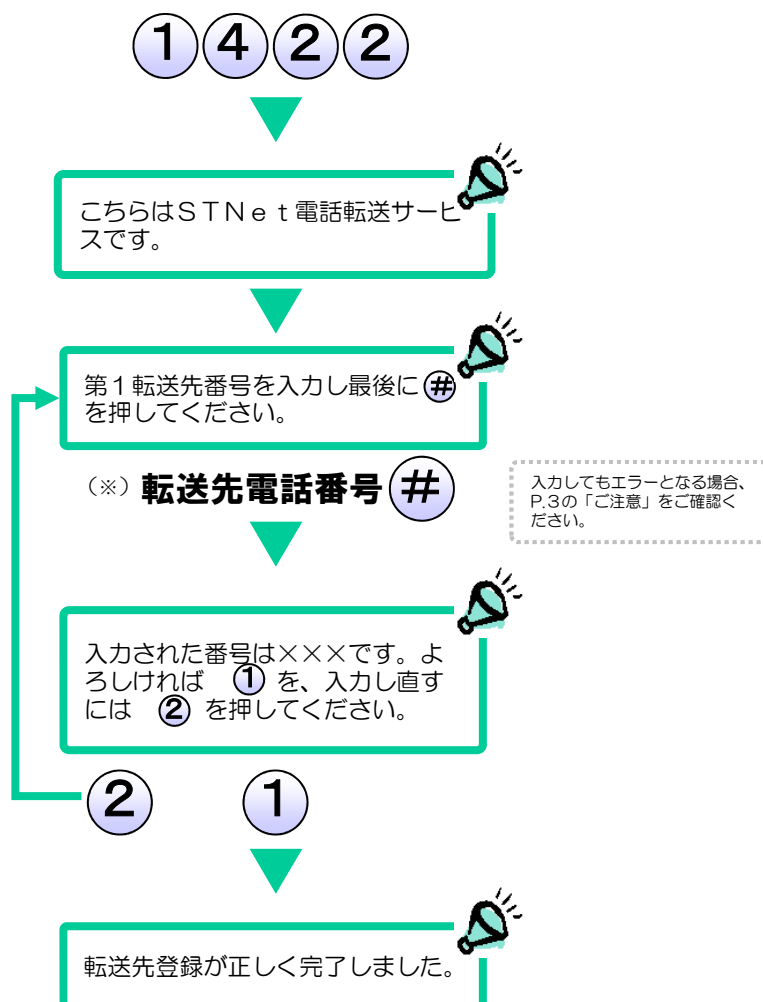 ①④②②
こちらはSTNet電話転送サービ
スです。
第1転送先番号を入力し最後に#
を押してください。
(※)転送先電話番号#
入力してもエラーとなる場合、
P.3の「ご注意」をご確認く
ださい。
入力された番号は×××です。よ
ろしければ ① を、入力し直す
には ② を押してください。
② ①
転送先登録が正しく完了しました。